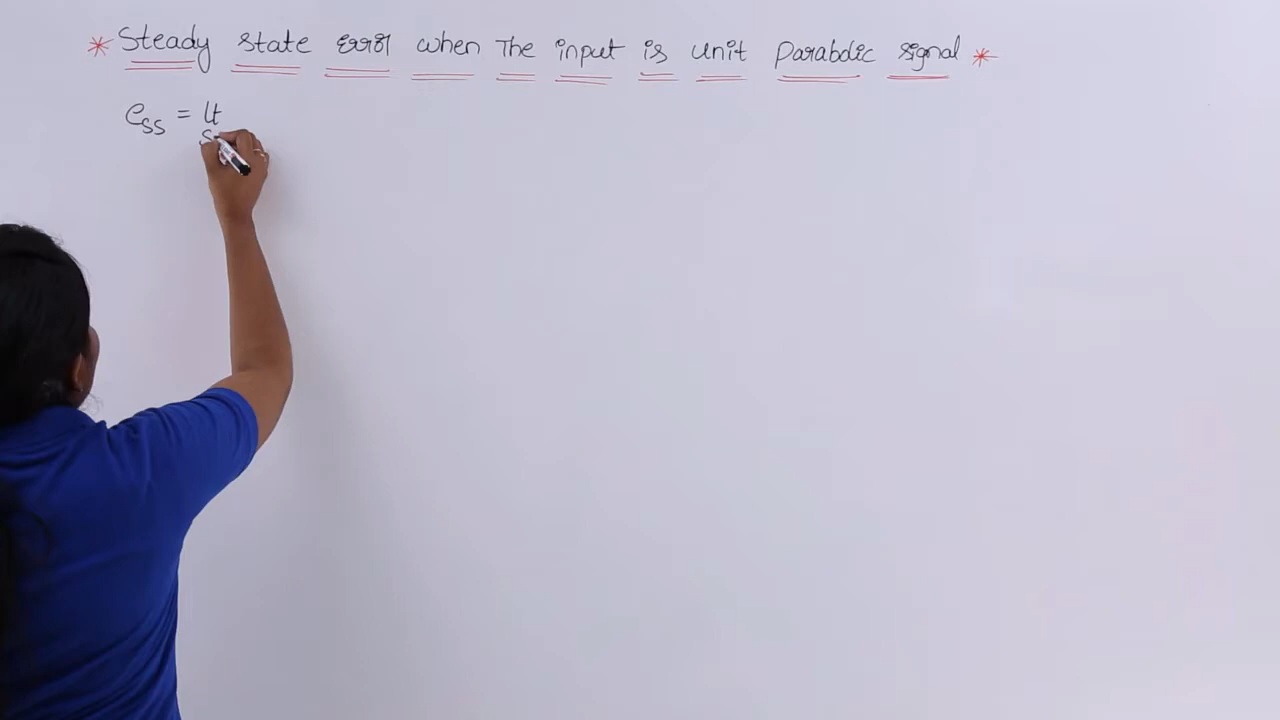 * Steady state error when The input is unit Parabolic signal *
ess = lt
s